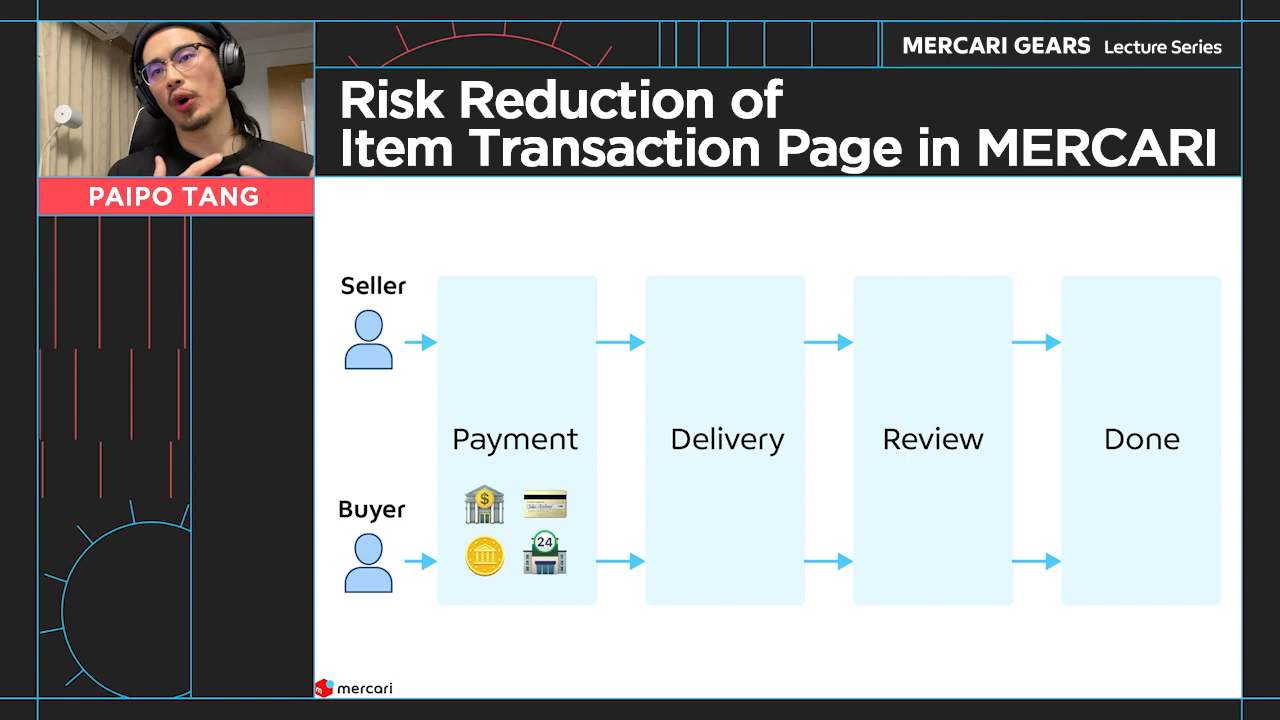 MERCARI GEARS Lecture Series
Risk Reduction of
Item Transaction Page in MERCARI
PAIPO TANG
Seller
Payment
Delivery
Review
Done
Buyer
$
24
mercari